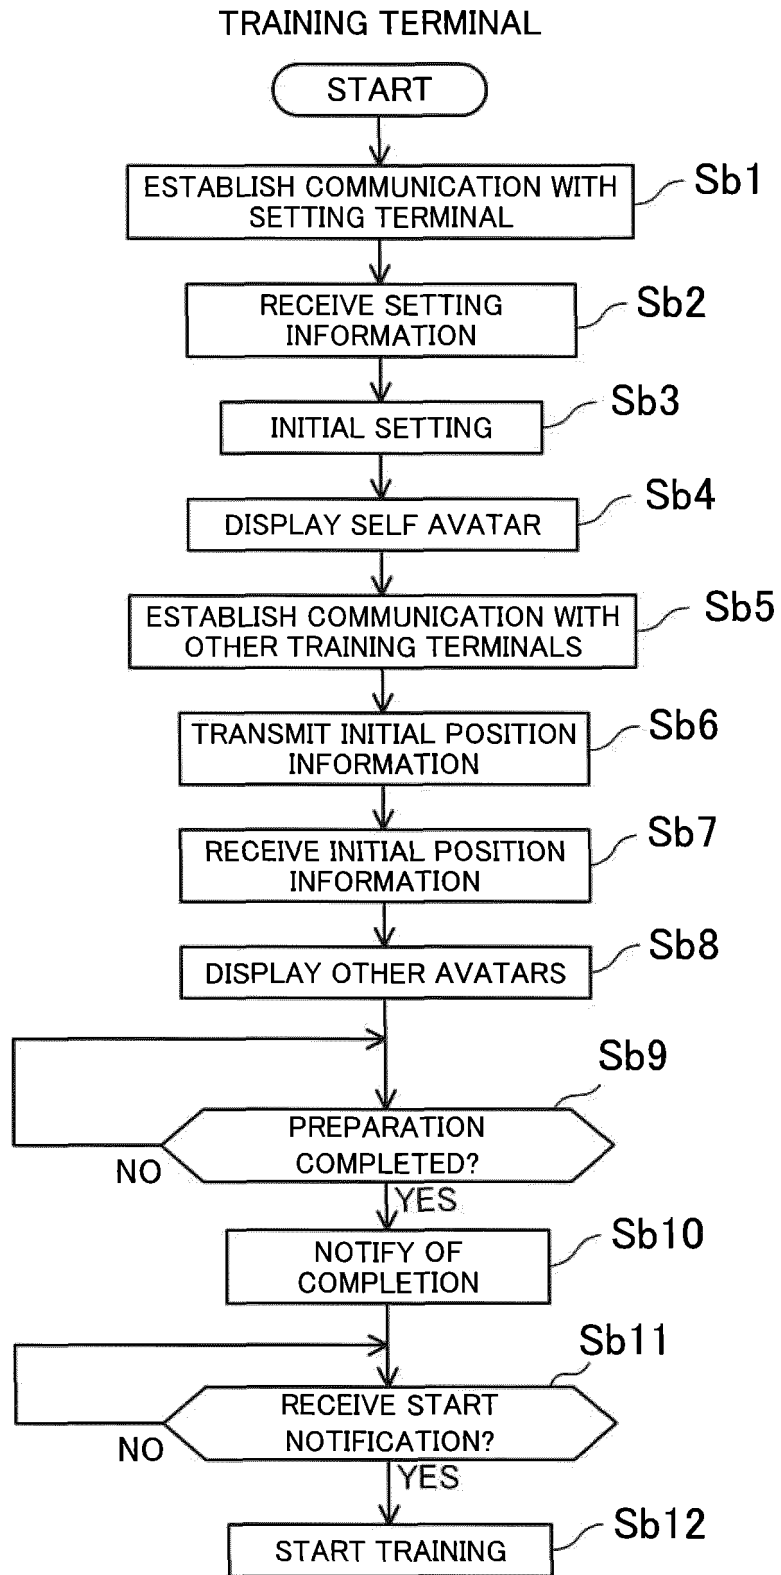 TRAINING TERMINAL
START
ESTABLISH COMMUNICATION WITH
SETTING TERMINAL
Sb1
RECEIVE SETTING
INFORMATION
Sb2
INITIAL SETTING
Sb3
DISPLAY SELF AVATAR
Sb4
ESTABLISH COMMUNICATION WITH
OTHER TRAINING TERMINALS
Sb5
TRANSMIT INITIAL POSITION
INFORMATION
Sb6
RECEIVE INITIAL POSITION
INFORMATION
Sb7
DISPLAY OTHER AVATARS
Sb8
PREPARATION
COMPLETED?
Sb9
NO
YES
NOTIFY OF
COMPLETION
Sb10
RECEIVE START
NOTIFICATION?
Sb11
NO
YES
START TRAINING
Sb12